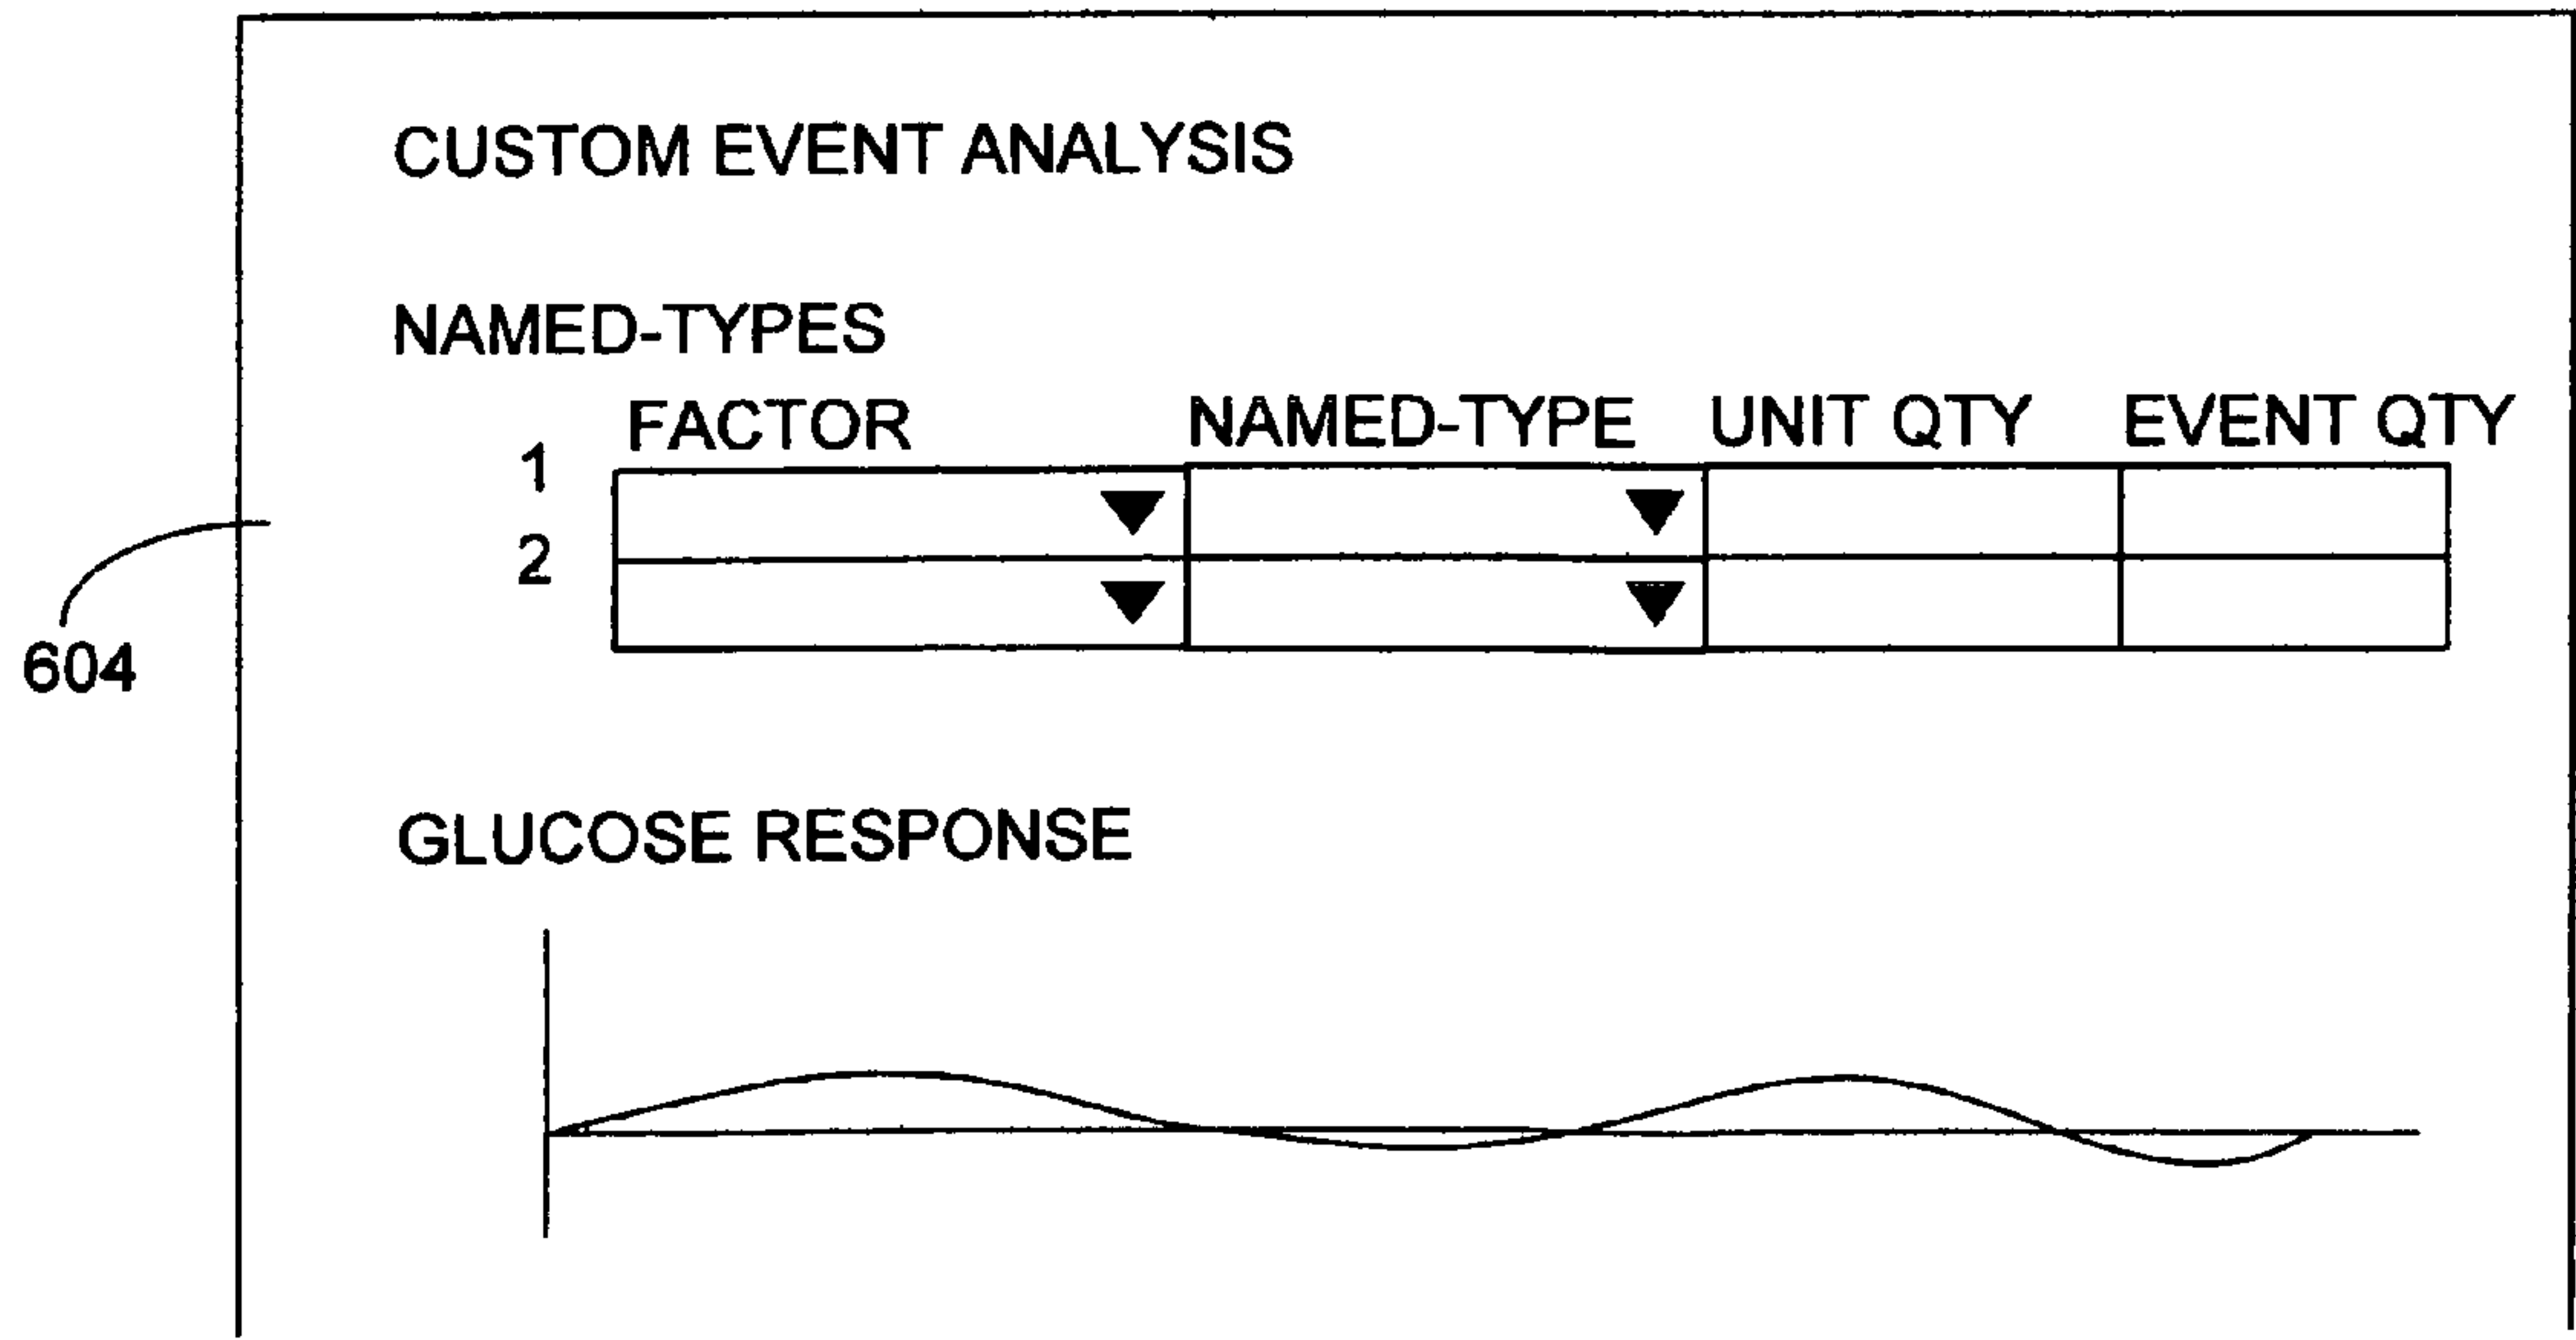 CUSTOM EVENT ANALYSIS
NAMED-TYPES
FACTOR NAMED-TYPE UNIT QTY EVENT QTY
1
2
604
GLUCOSE RESPONSE